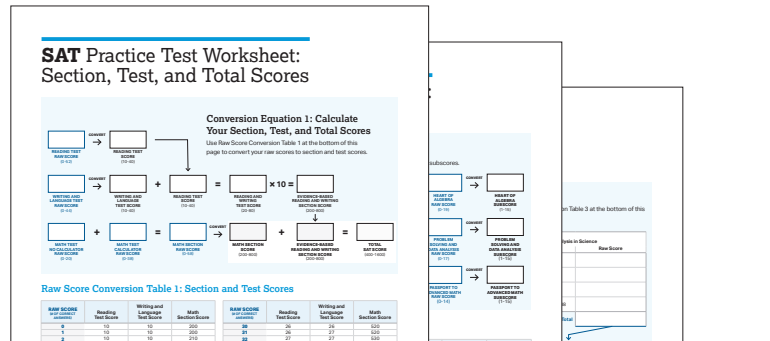 SAT Practice Test Worksheet:
Section, Test, and Total Scores
Conversion Equation 1: Calculate
Your Section, Test, and Total Scores
Use Raw Score Conversion Table 1 at the bottom of this
page to convert your raw scores to section and test scores.
CONVERT
READING TEST
RAW SCORE
(0-52)
READING TEST
SCORE
(10-40)
CONVERT
+
=
× 10 =
WRITING AND
LANGUAGE TEST
RAW SCORE
(0-44)
WRITING AND
LANGUAGE
TEST SCORE
(10-40)
READING TEST
SCORE
(10-40)
READING AND
WRITING
TEST SCORE
(20-80)
EVIDENCE-BASED
READING AND WRITING
SECTION SCORE
(200-800)
+
=
CONVERT
+
=
MATH TEST
NO CALCULATOR
RAW SCORE
(0-20)
MATH TEST
CALCULATOR
RAW SCORE
(0-38)
MATH SECTION
RAW SCORE
(0-58)
MATH SECTION
SCORE
(200-800)
EVIDENCE-BASED
READING AND WRITING
SECTION SCORE
(200-800)
TOTAL
SAT SCORE
(400-1600)
Raw Score Conversion Table 1: Section and Test Scores
RAW SCORE
(# OF CORRECT
ANSWERS)
Reading
Test Score
Writing and
Language
Test Score
Math
Section Score
0 10 10 200
1 10 10 200
2 10 10 210
RAW SCORE
(# OF CORRECT
ANSWERS)
Reading
Test Score
Writing and
Language
Test Score
Math
Section Score
30 26 26 520
31 26 27 520
32 27 27 530
subscores.
CONVERT
HEART OF
ALGEBRA
RAW SCORE
(0-19)
HEART OF
ALGEBRA
SUBSCORE
(1-15)
CONVERT
PROBLEM
SOLVING AND
DATA ANALYSIS
RAW SCORE
(0-17)
PROBLEM
SOLVING AND
DATA ANALYSIS
SUBSCORE
(1-15)
CONVERT
PASSPORT TO
ADVANCED MATH
RAW SCORE
(0-14)
PASSPORT TO
ADVANCED MATH
SUBSCORE
(1-15)
on Table 3 at the bottom of this
lysis in Science
Raw Score
Total